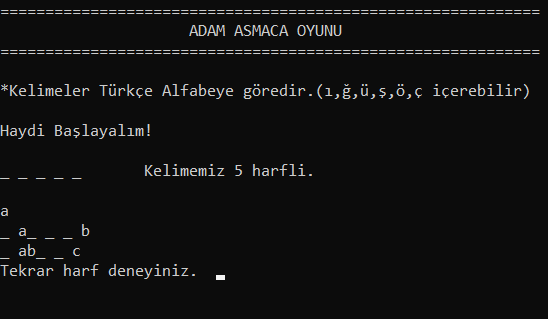 ============================================================
ADAM ASMACA OYUNU
============================================================
*Kelimeler Türkçe Alfabeye göredir.(ı,ğ,ü,ş,ö,ç içerebilir)
Haydi Başlayalım!
_ _ _ _ _ Kelimemiz 5 harfli.
a
_ a_ _ _ b
_ ab_ _ c
Tekrar harf deneyiniz. _